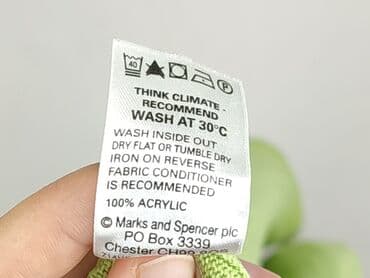 40 P
THINK CLIMATE -
RECOMMEND
WASH AT 30°C
WASH INSIDE OUT
DRY FLAT OR TUMBLE DRY
IRON ON REVERSE
FABRIC CONDITIONER
IS RECOMMENDED
100% ACRYLIC
© Marks and Spencer plc
PO Box 3339
Chester